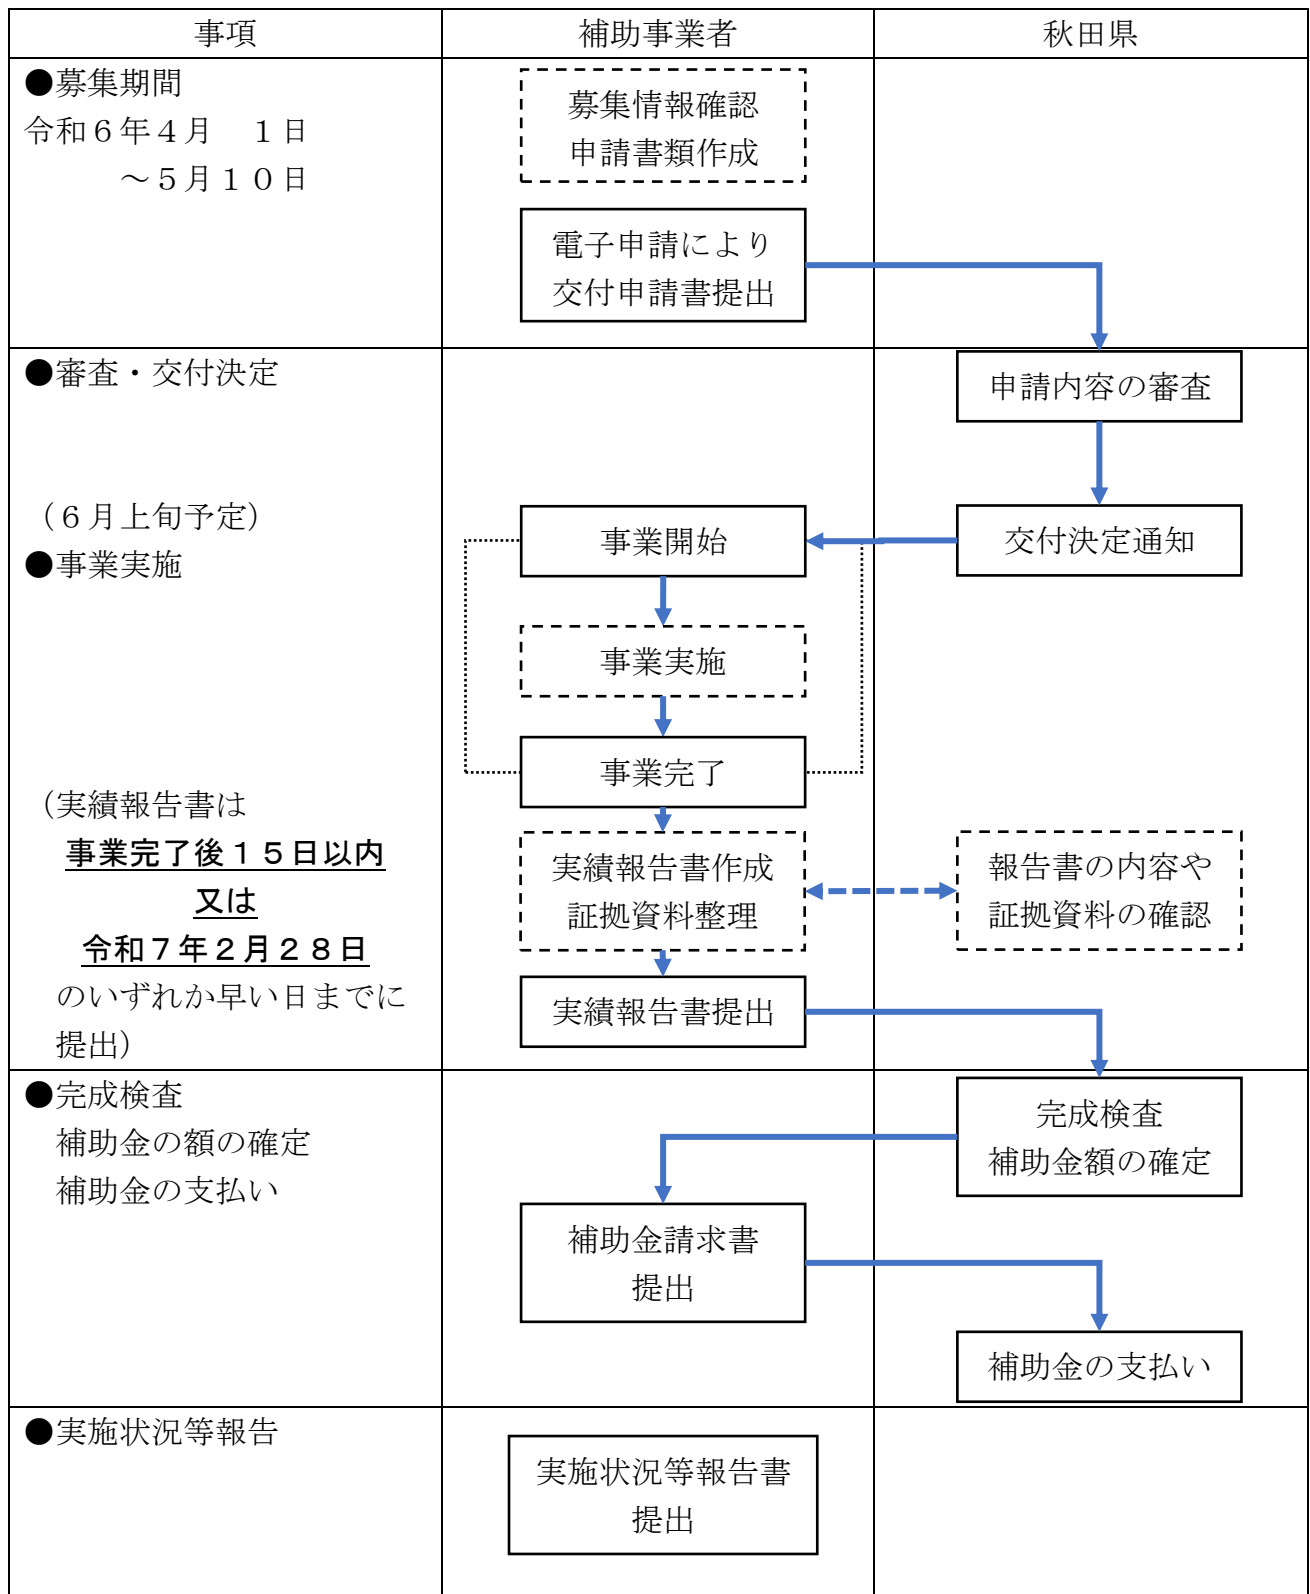 事項
補助事業者
秋田県
●募集期間
令和６年４月　１日
～５月１０日
募集情報確認
申請書類作成
電子申請により
交付申請書提出
●審査・交付決定
申請内容の審査
（６月上旬予定）
交付決定通知
事業開始
●事業実施
事業実施
事業完了
（実績報告書は
事業完了後１５日以内
又は
令和７年２月２８日
のいずれか早い日までに
提出）
実績報告書作成
証拠資料整理
報告書の内容や
証拠資料の確認
実績報告書提出
●完成検査
補助金の額の確定
補助金の支払い
完成検査
補助金額の確定
補助金請求書
提出
補助金の支払い
●実施状況等報告
実施状況等報告書
提出